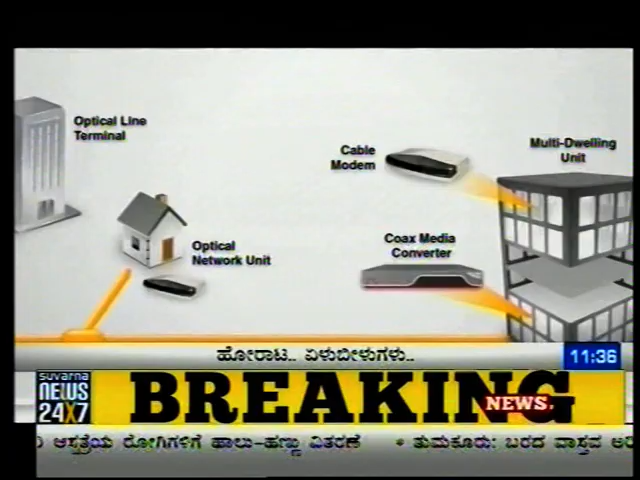 Optical Line
Terminal
Cable
Modem
Multi-Dwelling
Unit
Optical
Network Unit
Coax Media
Converter
ಹೋರಾಟ.. ಏಳುಬೀಳುಗಳು..
11:36
suvarna
NEWS
24X7
BREAKING
NEWS
ಆಸ್ಪತ್ರೆಯ ರೋಗಿಗಳಿಗೆ ಹಾಲು-ಹಣ್ಣು ವಿತರಣೆ • ತುಮಕೂರು: ಬರದ ವಾಸ್ತವ